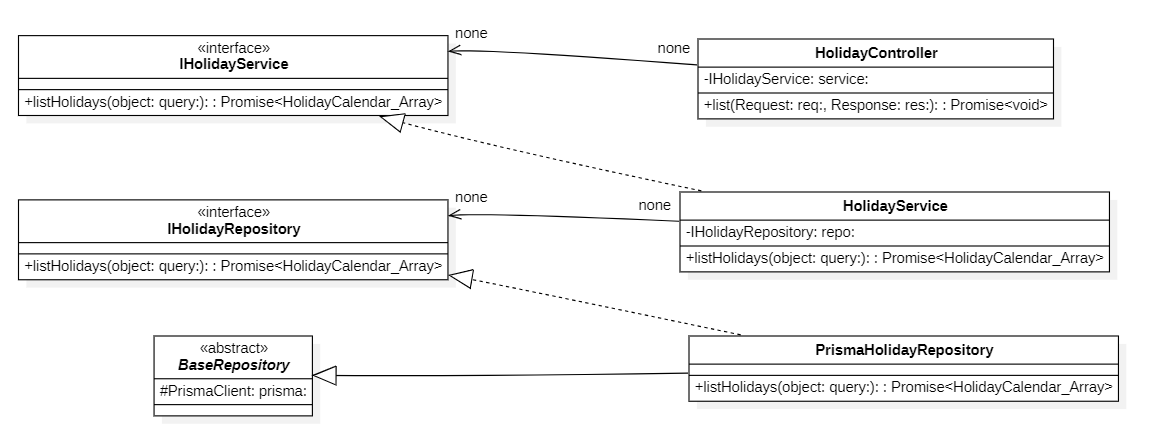 none
none
«interface»
IHolidayService
+listHolidays(object: query:): : Promise<HolidayCalendar_Array>
HolidayController
-IHolidayService: service:
+list(Request: req:, Response: res:): : Promise<void>
none
none
«interface»
IHolidayRepository
+listHolidays(object: query:): : Promise<HolidayCalendar_Array>
HolidayService
-IHolidayRepository: repo:
+listHolidays(object: query:): : Promise<HolidayCalendar_Array>
«abstract»
BaseRepository
#PrismaClient: prisma:
PrismaHolidayRepository
+listHolidays(object: query:): : Promise<HolidayCalendar_Array>